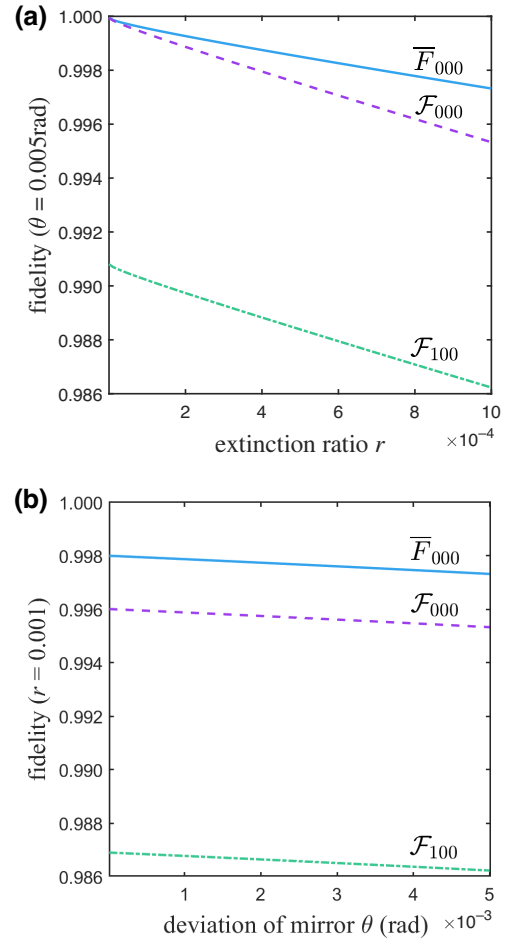 (a)
fidelity (θ = 0.005rad)
1.000
0.998
0.996
0.994
0.992
0.990
0.988
0.986
F̅₀₀₀
ℱ₀₀₀
ℱ₁₀₀
2 4 6 8 10
×10⁻⁴
extinction ratio r
(b)
fidelity (r = 0.001)
1.000
0.998
0.996
0.994
0.992
0.990
0.988
0.986
F̅₀₀₀
ℱ₀₀₀
ℱ₁₀₀
1 2 3 4 5
deviation of mirror θ (rad) ×10⁻³